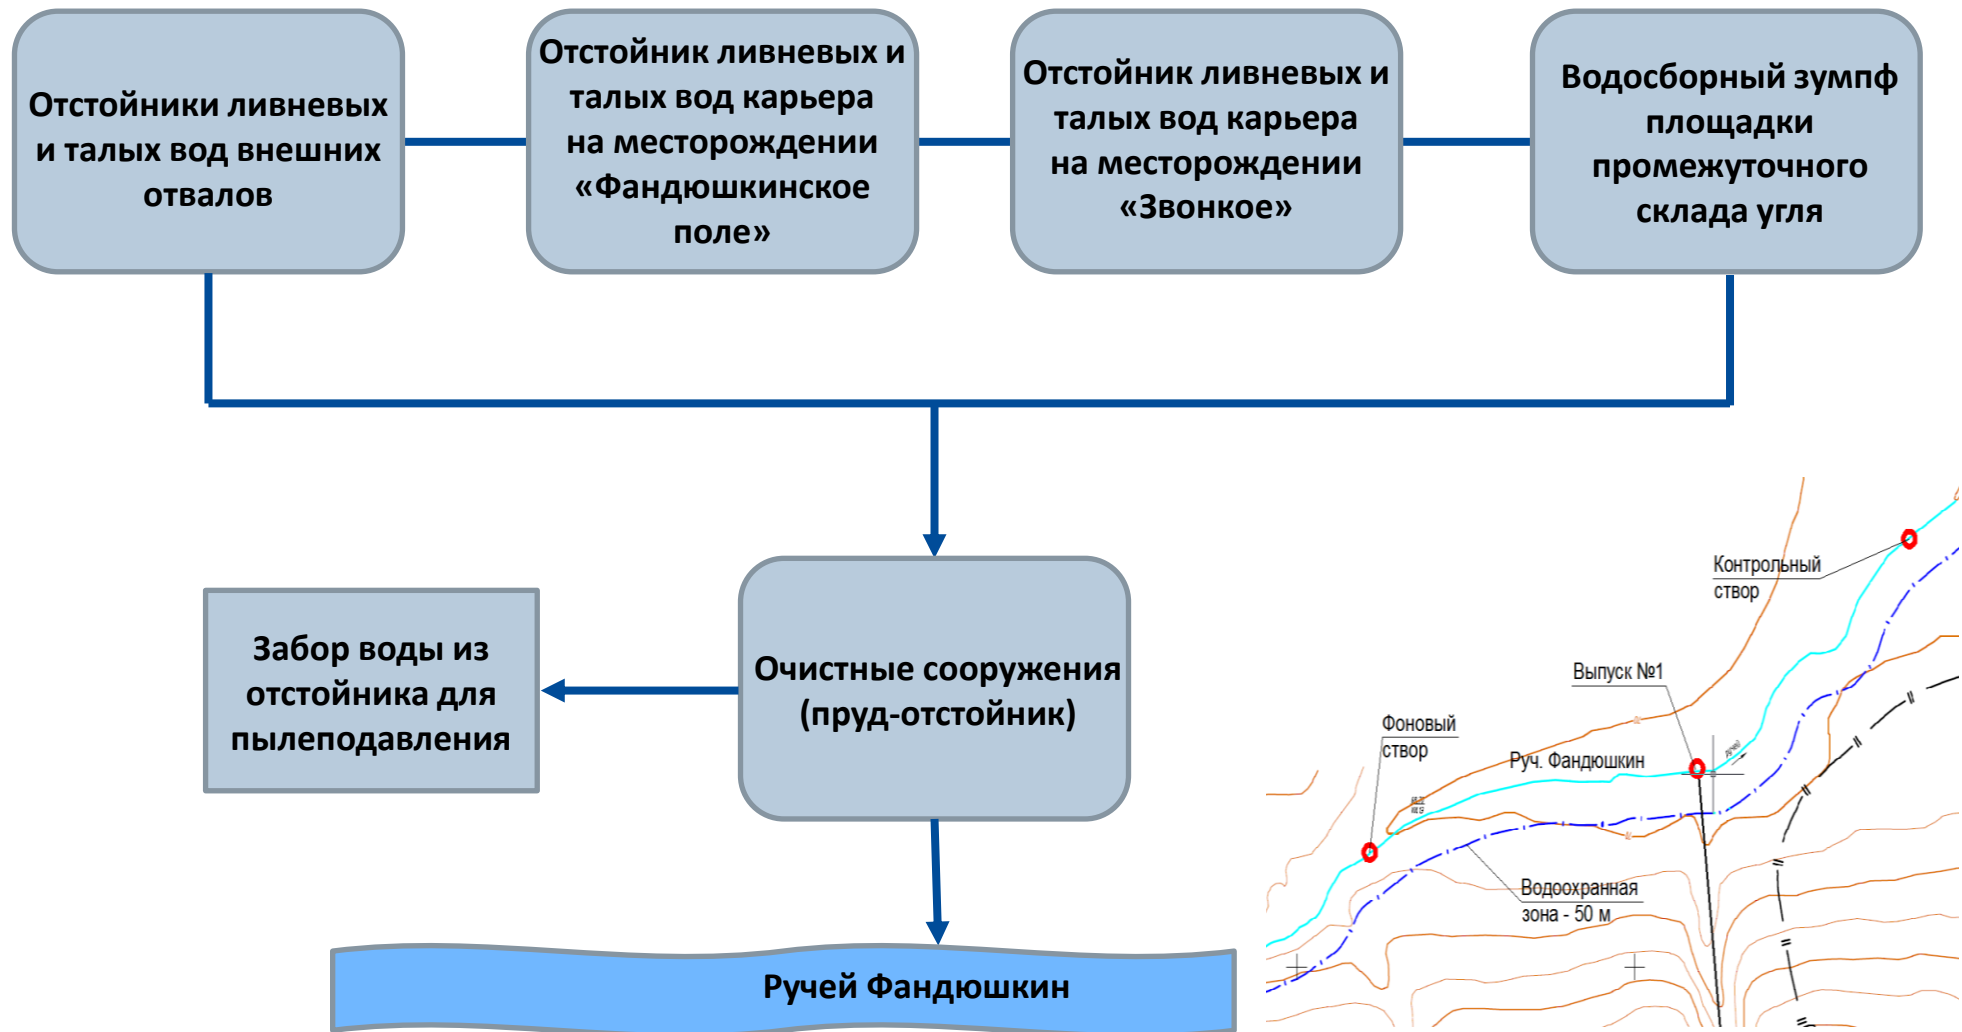 Отстойники ливневых
и талых вод внешних
отвалов
Отстойник ливневых и
талых вод карьера
на месторождении
«Фандюшкинское
поле»
Отстойник ливневых и
талых вод карьера
на месторождении
«Звонкое»
Водосборный зумпф
площадки
промежуточного
склада угля
Забор воды из
отстойника для
пылеподавления
Очистные сооружения
(пруд-отстойник)
Ручей Фандюшкин
Контрольный
створ
Выпуск №1
Фоновый
створ
Руч. Фандюшкин
Водоохранная
зона - 50 м